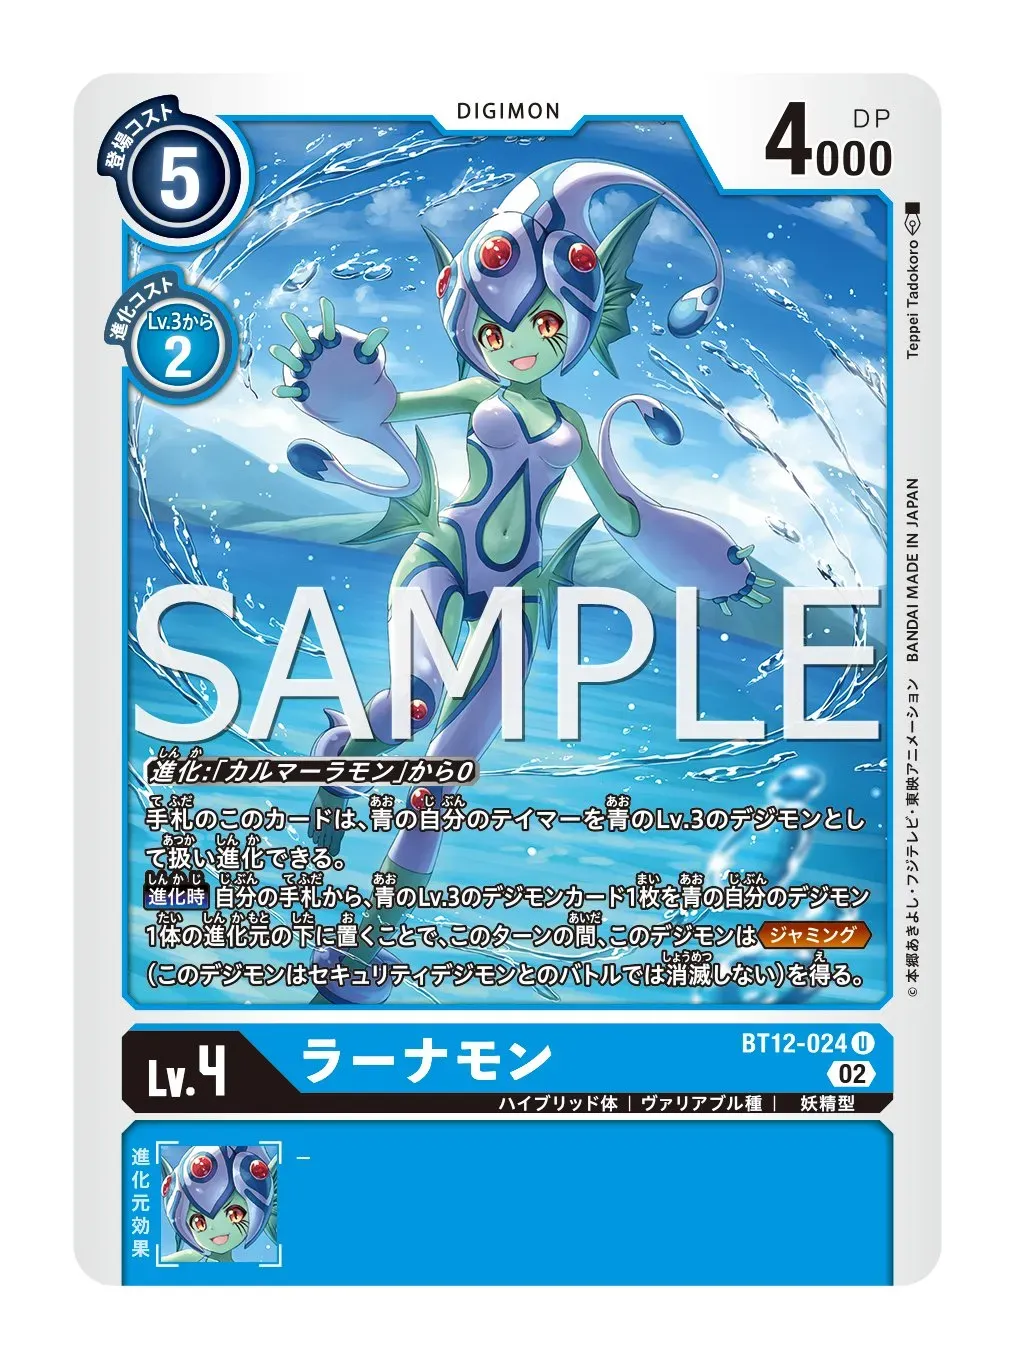 DIGIMON
登場コスト
5
4000
DP
進化コスト
Lv.3から
2
Teppei Tadokoro
SAMPLE
進化:「カルマーラモン」から0
手札のこのカードは、青の自分のテイマーを青のLv.3のデジモンとし
て扱い進化できる。
進化時 自分の手札から、青のLv.3のデジモンカード1枚を青の自分のデジモン
1体の進化元の下に置くことで、このターンの間、このデジモンは ジャミング
(このデジモンはセキュリティデジモンとのバトルでは消滅しない)を得る。
© 本郷あきよし・フジテレビ・東映アニメーション BANDAI MADE IN JAPAN
Lv.4
ラーナモン
BT12-024 U
02
ハイブリッド体 | ヴァリアブル種 | 妖精型
進化元効果
—